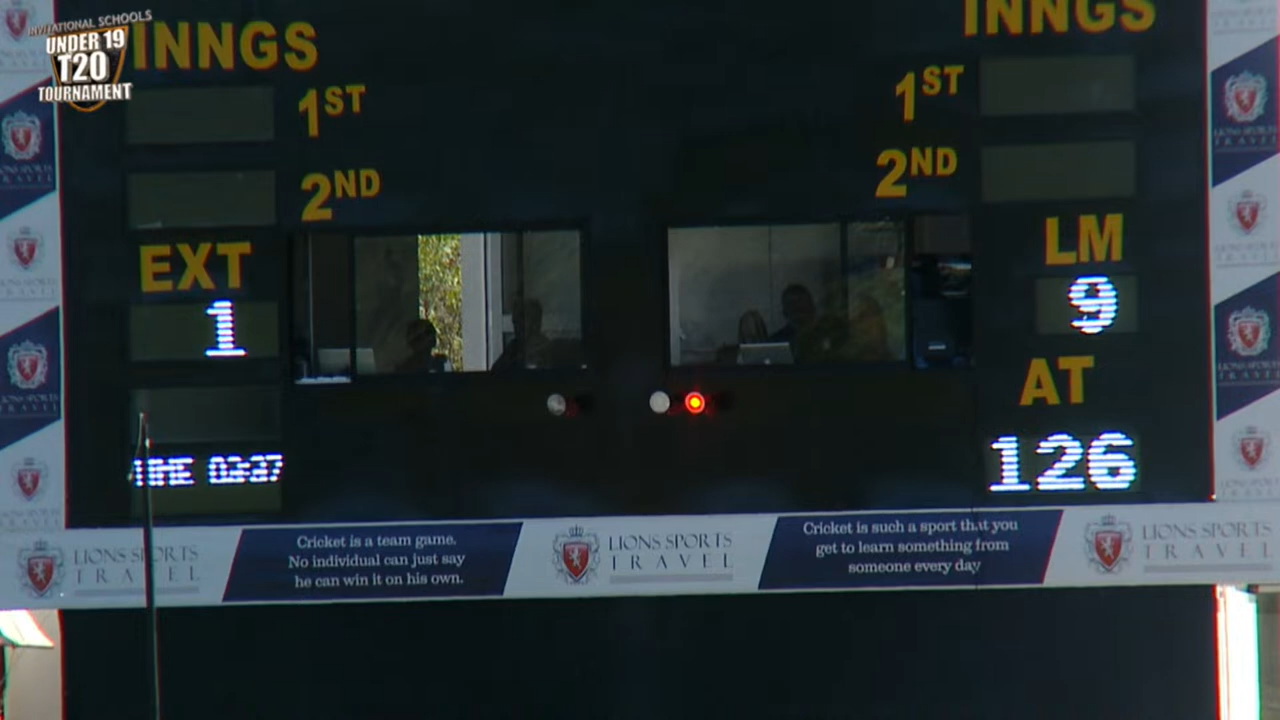 INVITATIONAL SCHOOLS
UNDER 19
T20
TOURNAMENT
INNGS
INNGS
1ST
1ST
2ND
2ND
EXT
LM
1
9
AT
TIME 03:37
126
LIONS SPORTS
TRAVEL
Cricket is a team game.
No individual can just say
he can win it on his own.
LIONS SPORTS
TRAVEL
Cricket is such a sport that you
get to learn something from
someone every day
LIONS SPORTS
TRAVEL